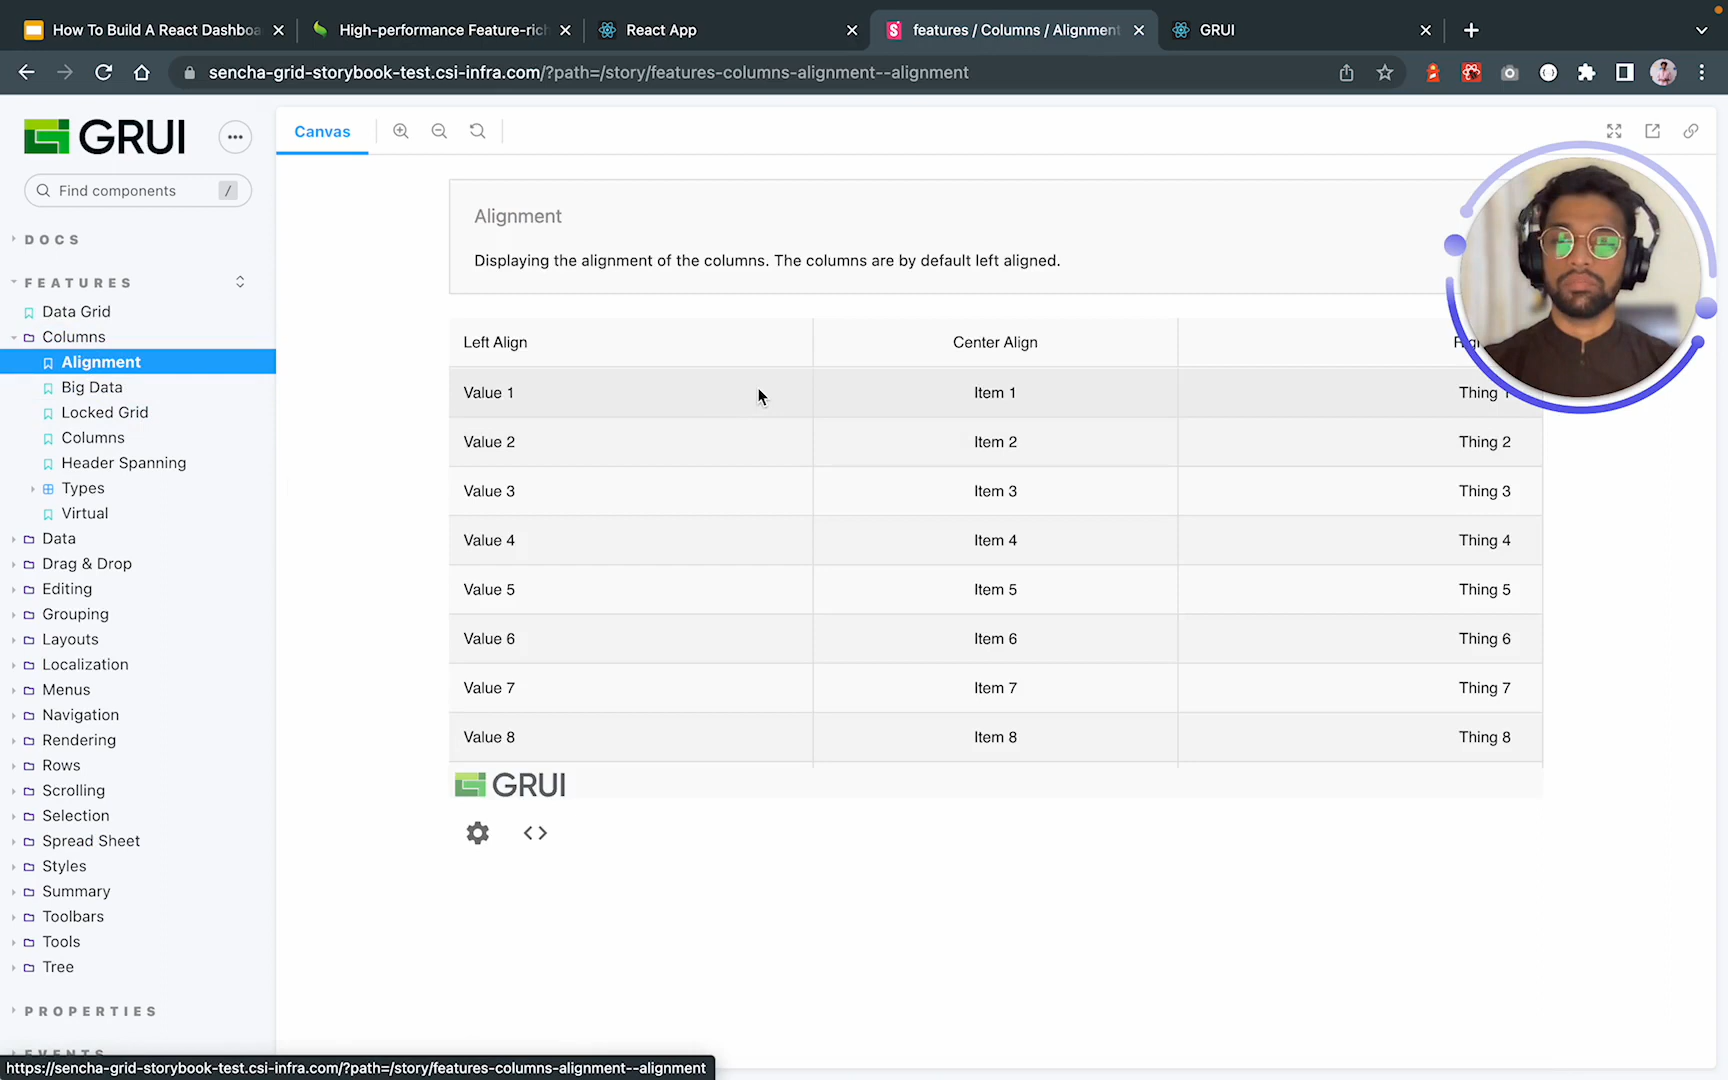 How To Build A React Dashboa
High-performance Feature-rich
React App
features / Columns / Alignment
GRUI
sencha-grid-storybook-test.csi-infra.com/?path=/story/features-columns-alignment--alignment
GRUI
Find components /
DOCS
FEATURES
Data Grid
Columns
Alignment
Big Data
Locked Grid
Columns
Header Spanning
Types
Virtual
Data
Drag & Drop
Editing
Grouping
Layouts
Localization
Menus
Navigation
Rendering
Rows
Scrolling
Selection
Spread Sheet
Styles
Summary
Toolbars
Tools
Tree
PROPERTIES
EVENTS
Canvas
Alignment
Displaying the alignment of the columns. The columns are by default left aligned.
Left Align Center Align
Value 1 Item 1 Thing 1
Value 2 Item 2 Thing 2
Value 3 Item 3 Thing 3
Value 4 Item 4 Thing 4
Value 5 Item 5 Thing 5
Value 6 Item 6 Thing 6
Value 7 Item 7 Thing 7
Value 8 Item 8 Thing 8
GRUI
https://sencha-grid-storybook-test.csi-infra.com/?path=/story/features-columns-alignment--alignment